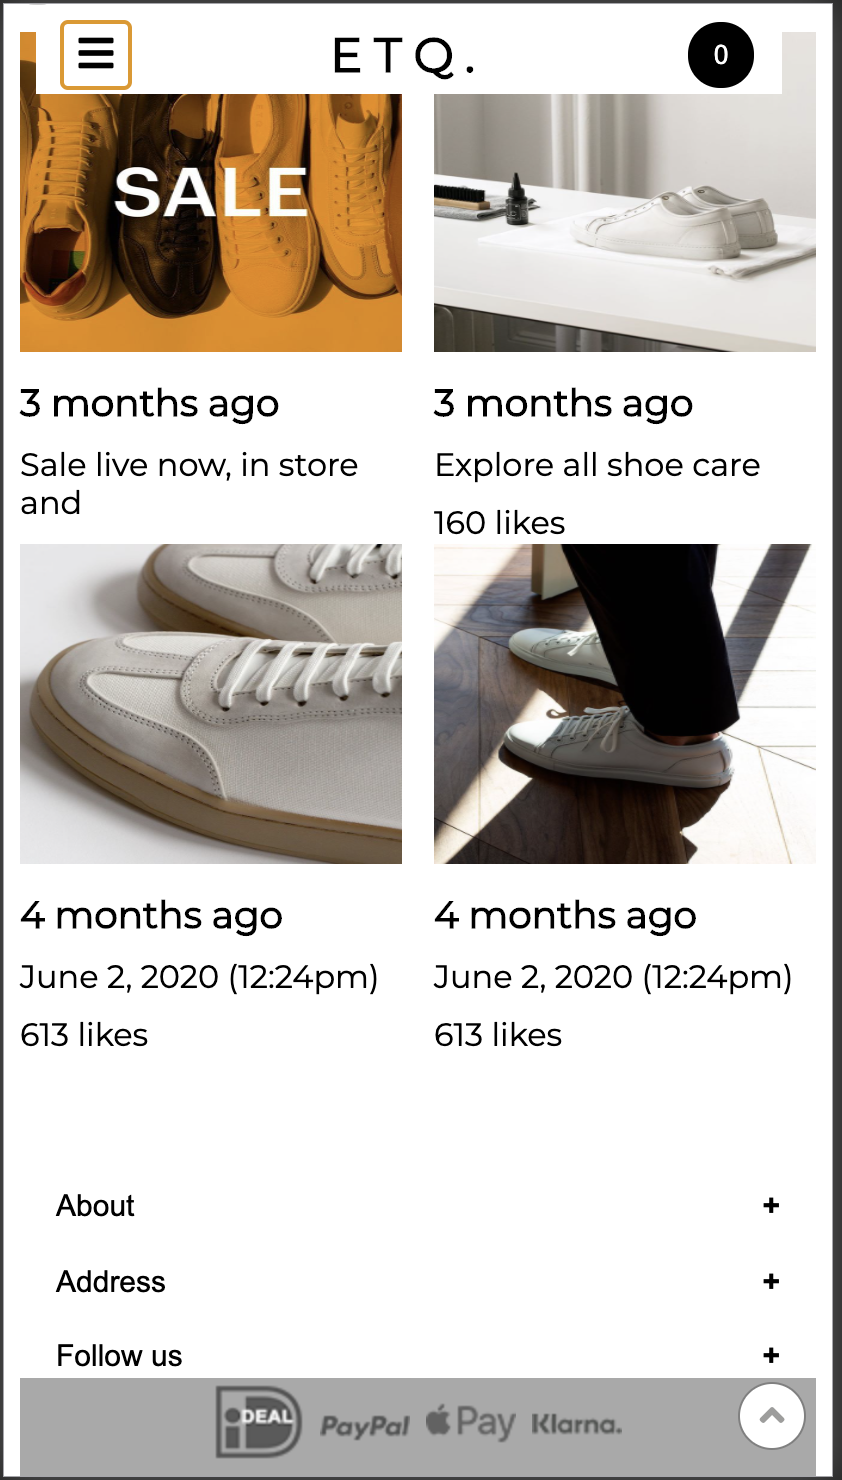 ETQ.
0
SALE
3 months ago
Sale live now, in store
and
3 months ago
Explore all shoe care
160 likes
4 months ago
June 2, 2020 (12:24pm)
613 likes
4 months ago
June 2, 2020 (12:24pm)
613 likes
About +
Address +
Follow us +
iDEAL PayPal Pay Klarna.